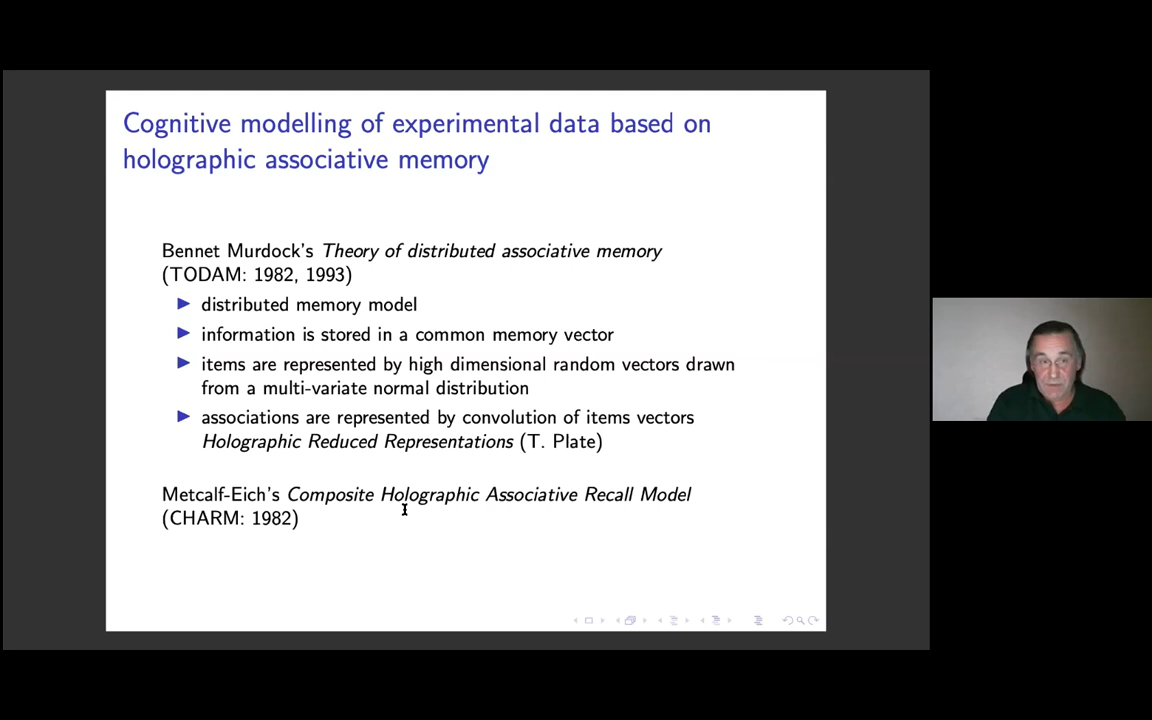 Cognitive modelling of experimental data based on
holographic associative memory
Bennet Murdock's Theory of distributed associative memory
(TODAM: 1982, 1993)
▶ distributed memory model
▶ information is stored in a common memory vector
▶ items are represented by high dimensional random vectors drawn
from a multi-variate normal distribution
▶ associations are represented by convolution of items vectors
Holographic Reduced Representations (T. Plate)
Metcalf-Eich's Composite Holographic Associative Recall Model
(CHARM: 1982)